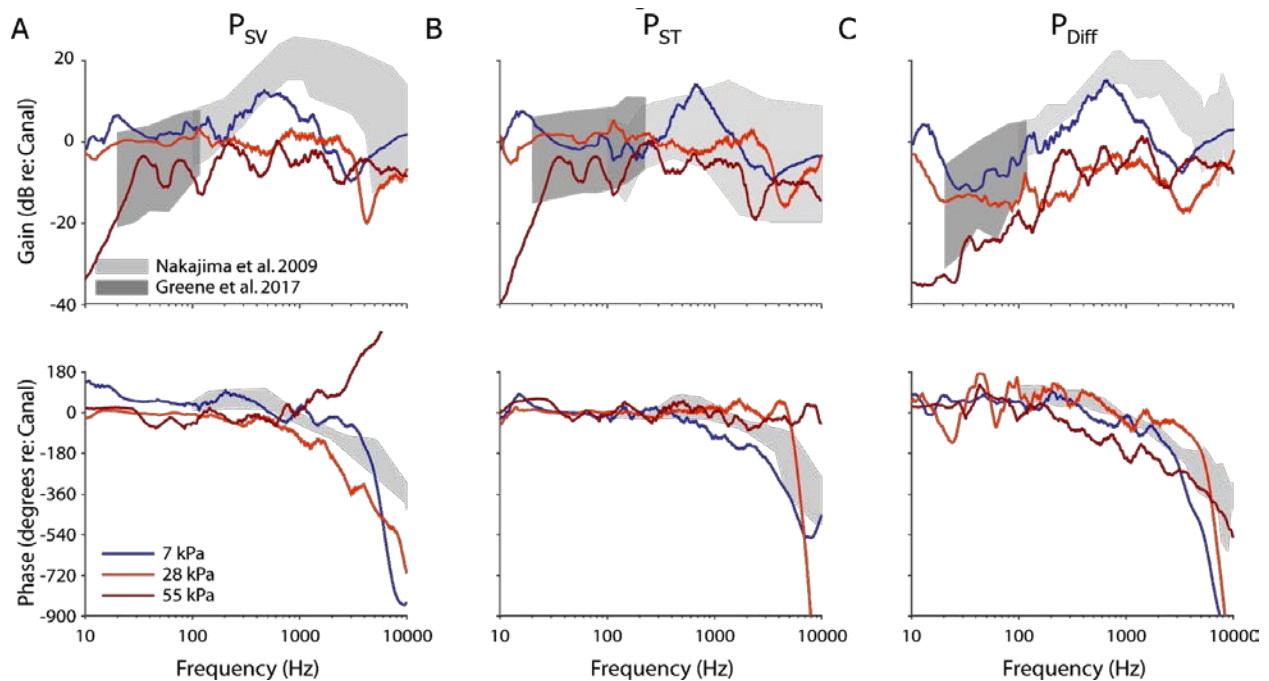 A
P_SV
B
P_ST
C
P_Diff
Gain (dB re: Canal)
20
0
-20
-40
Nakajima et al. 2009
Greene et al. 2017
Phase (degrees re: Canal)
180
0
-180
-360
-540
-720
-900
7 kPa
28 kPa
55 kPa
10 100 1000 10000
10 100 1000 10000
10 100 1000 1000C
Frequency (Hz) Frequency (Hz) Frequency (Hz)